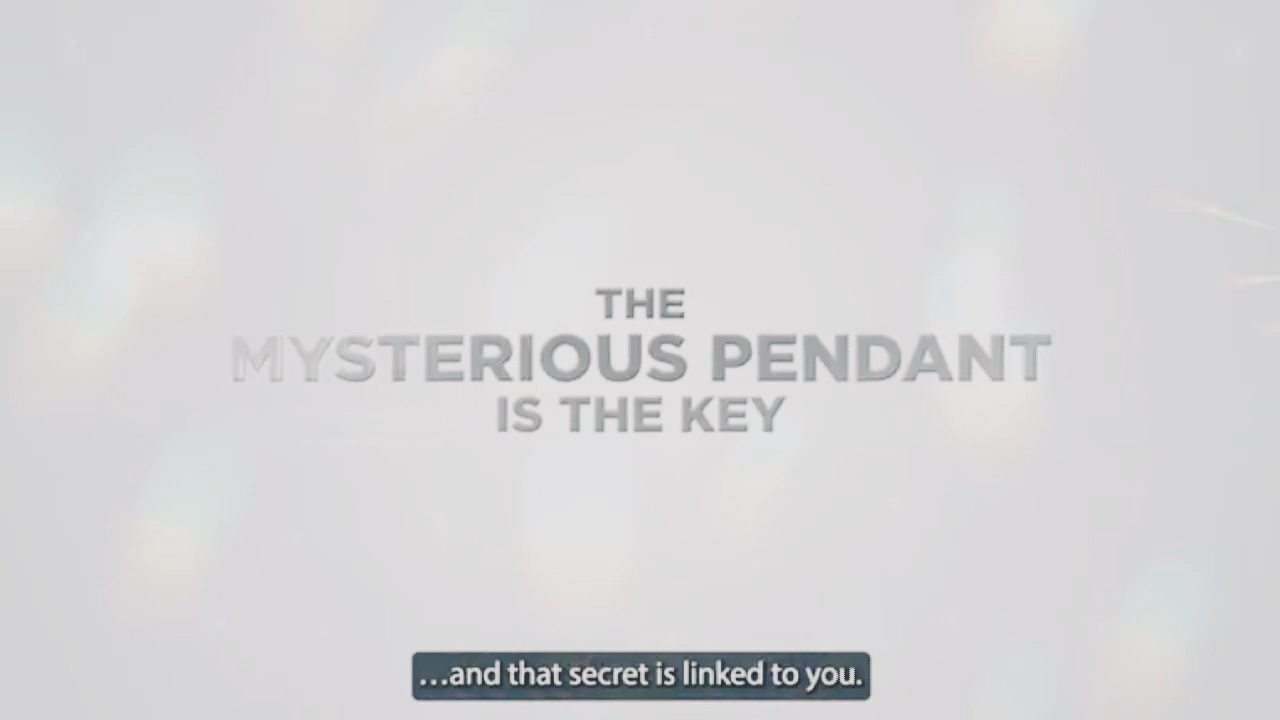 THE
MYSTERIOUS PENDANT
IS THE KEY
…and that secret is linked to you.